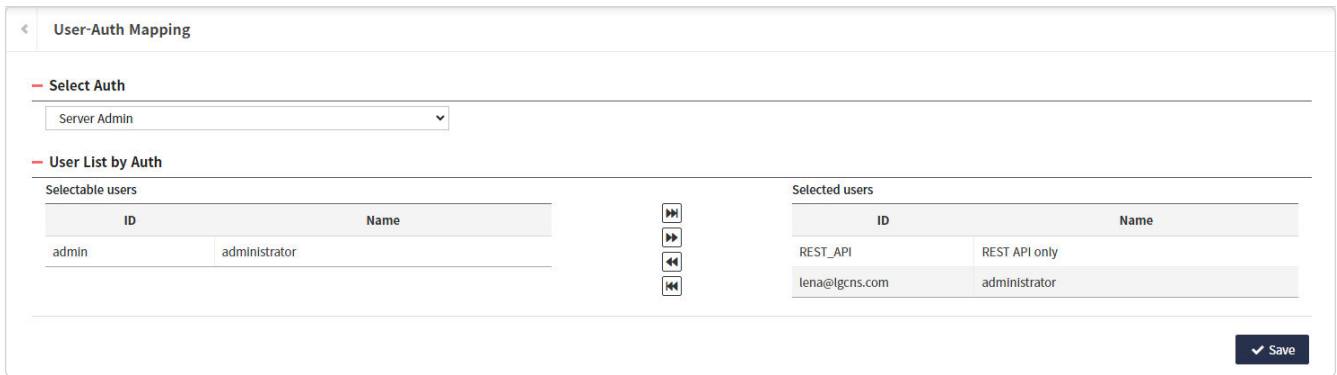 User-Auth Mapping
Select Auth
Server Admin
User List by Auth
Selectable users
ID Name
admin administrator
Selected users
ID Name
REST_API REST API only
lena@lgcns.com administrator
Save